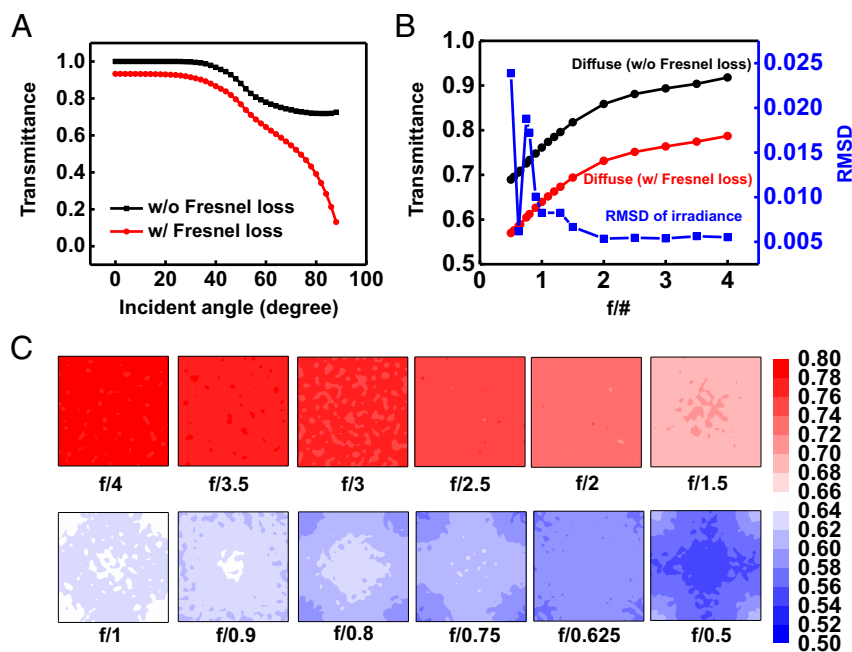 A
Transmittance
1.0
0.8
0.6
0.4
0.2
0.0
w/o Fresnel loss
w/ Fresnel loss
0 20 40 60 80 100
Incident angle (degree)
B
Transmittance
1.0
0.9
0.8
0.7
0.6
0.5
Diffuse (w/o Fresnel loss)
Diffuse (w/ Fresnel loss)
RMSD of irradiance
0.025
0.020
0.015
0.010
0.005
RMSD
0 1 2 3 4
f/#
C
f/4 f/3.5 f/3 f/2.5 f/2 f/1.5
f/1 f/0.9 f/0.8 f/0.75 f/0.625 f/0.5
0.80
0.78
0.76
0.74
0.72
0.70
0.68
0.66
0.64
0.62
0.60
0.58
0.56
0.54
0.52
0.50